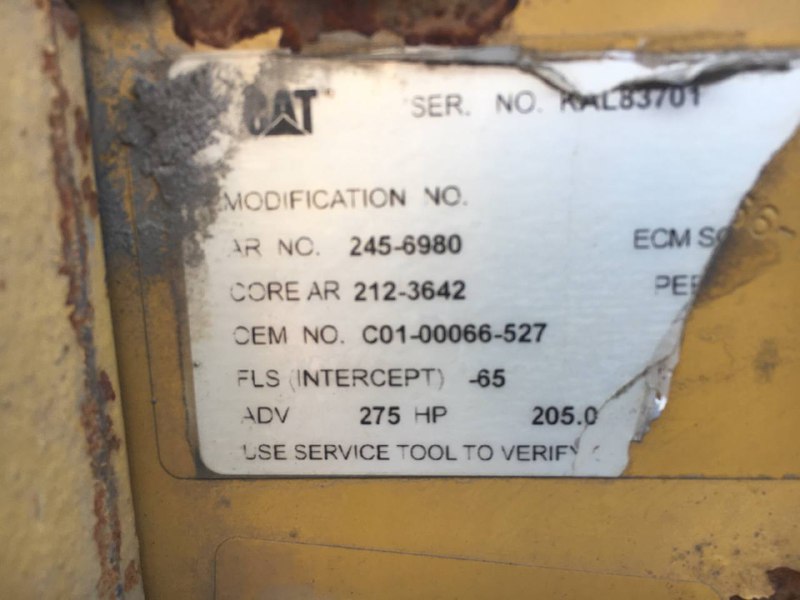 CAT SER. NO. KAL83701
MODIFICATION NO.
AR NO. 245-6980 ECM
CORE AR 212-3642
OEM NO. C01-00066-527
FLS (INTERCEPT) -65
ADV 275 HP 205.0
USE SERVICE TOOL TO VERIFY